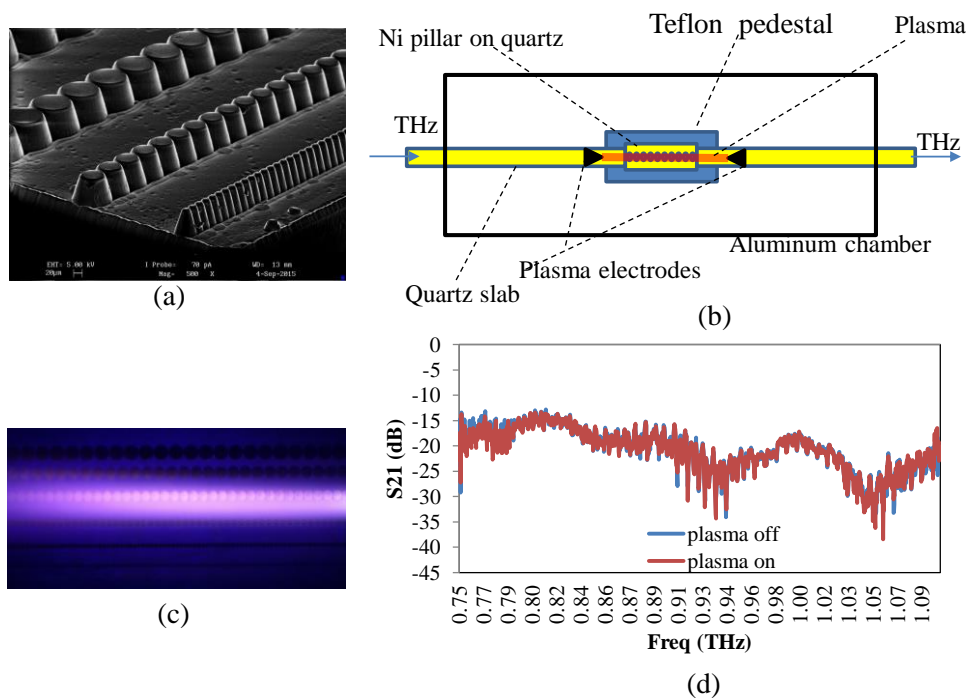 EHT= 5.00 kV
20µm
I Probe= 70 pA
Mag= 500 X
WD= 13 mm
4-Sep-2015
(a)
Ni pillar on quartz
Teflon pedestal
Plasma
THz
THz
Aluminum chamber
Plasma electrodes
Quartz slab
(b)
(c)
0
-5
-10
-15
-20
-25
-30
-35
-40
-45
S21 (dB)
plasma off
plasma on
0.75
0.77
0.79
0.80
0.82
0.84
0.86
0.87
0.89
0.91
0.93
0.94
0.96
0.98
1.00
1.02
1.03
1.05
1.07
1.09
Freq (THz)
(d)